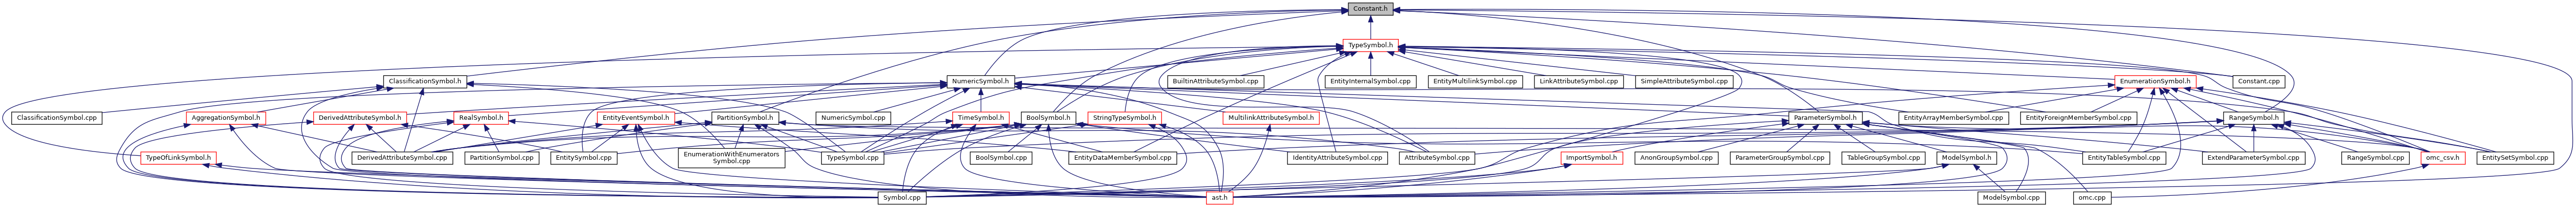 Constant.h
TypeSymbol.h
ClassificationSymbol.h
NumericSymbol.h
BuiltinAttributeSymbol.cpp
EntityInternalSymbol.cpp
EntityMultilinkSymbol.cpp
LinkAttributeSymbol.cpp
SimpleAttributeSymbol.cpp
EnumerationSymbol.h
Constant.cpp
ClassificationSymbol.cpp
AggregationSymbol.h
DerivedAttributeSymbol.h
RealSymbol.h
EntityEventSymbol.h
PartitionSymbol.h
NumericSymbol.cpp
TimeSymbol.h
BoolSymbol.h
StringTypeSymbol.h
MultilinkAttributeSymbol.h
ParameterSymbol.h
EntityArrayMemberSymbol.cpp
EntityForeignMemberSymbol.cpp
RangeSymbol.h
TypeOfLinkSymbol.h
DerivedAttributeSymbol.cpp
PartitionSymbol.cpp
EntitySymbol.cpp
EnumerationWithEnumerators
Symbol.cpp
TypeSymbol.cpp
BoolSymbol.cpp
EntityDataMemberSymbol.cpp
IdentityAttributeSymbol.cpp
AttributeSymbol.cpp
ImportSymbol.h
AnonGroupSymbol.cpp
ParameterGroupSymbol.cpp
TableGroupSymbol.cpp
ModelSymbol.h
EntityTableSymbol.cpp
ExtendParameterSymbol.cpp
RangeSymbol.cpp
omc_csv.h
EntitySetSymbol.cpp
Symbol.cpp
ast.h
ModelSymbol.cpp
omc.cpp